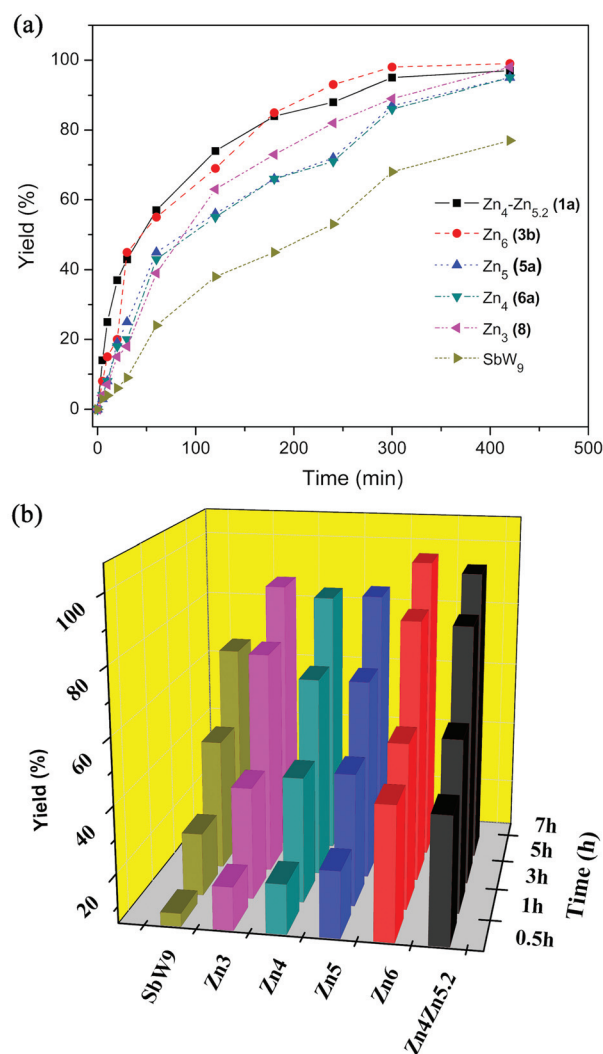 (a)
100
80
60
40
20
0
Yield (%)
Zn4-Zn5.2 (1a)
Zn6 (3b)
Zn5 (5a)
Zn4 (6a)
Zn3 (8)
SbW9
0 100 200 300 400 500
Time (min)
(b)
100
80
60
40
20
Yield (%)
7h
5h
3h
1h
0.5h
Time (h)
SbW9
Zn3
Zn4
Zn5
Zn6
Zn4Zn5.2